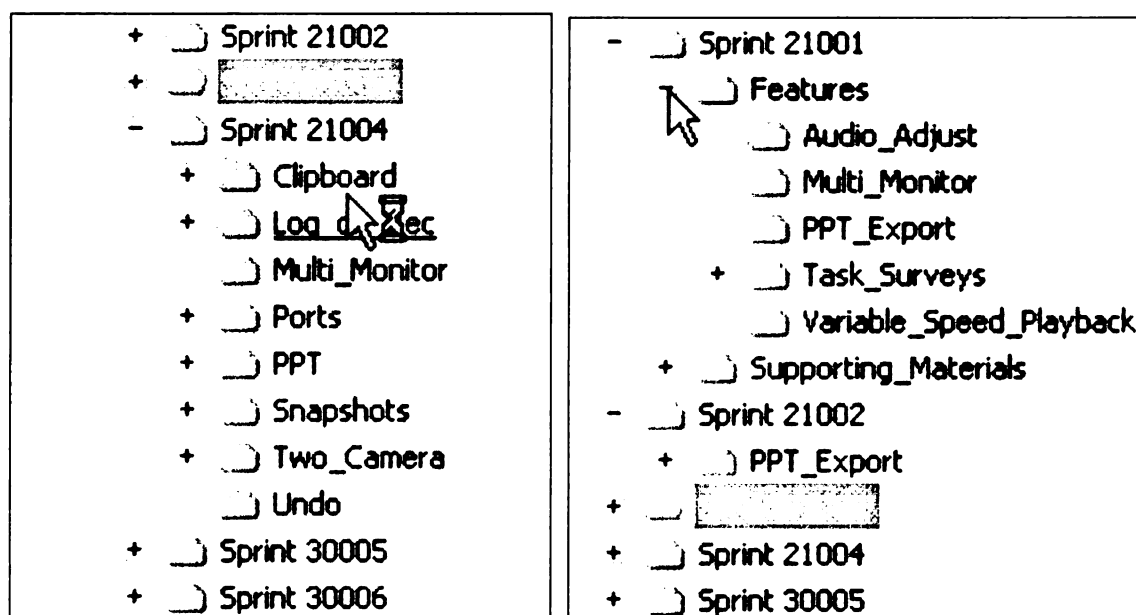 + Sprint 21002
+
- Sprint 21004
+ Clipboard
+ Log
Multi_Monitor
+ Ports
+ PPT
+ Snapshots
+ Two_Camera
Undo
+ Sprint 30005
+ Sprint 30006
- Sprint 21001
Features
Audio_Adjust
Multi_Monitor
PPT_Export
+ Task_Surveys
Variable_Speed_Playback
+ Supporting_Materials
- Sprint 21002
+ PPT_Export
+
+ Sprint 21004
+ Sprint 30005